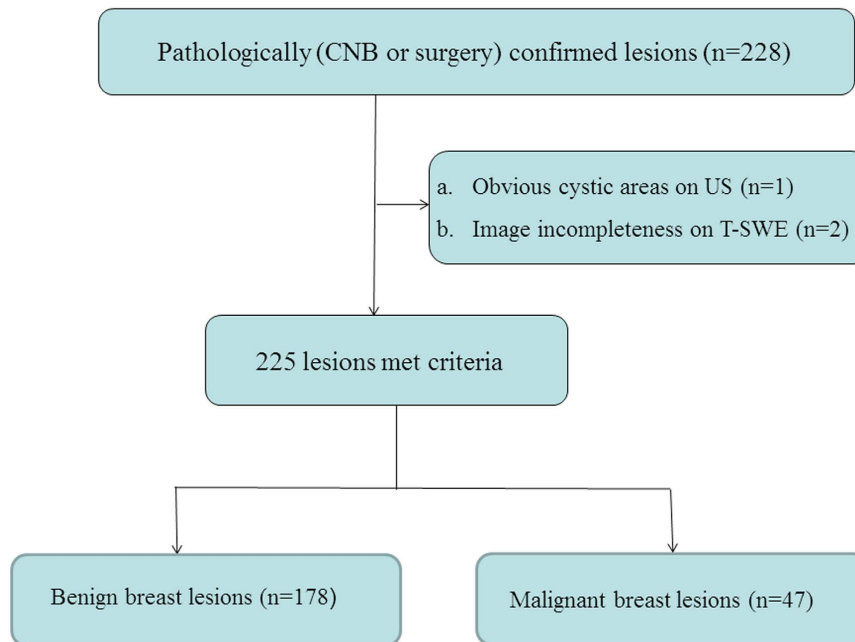 Pathologically (CNB or surgery) confirmed lesions (n=228)
a. Obvious cystic areas on US (n=1)
b. Image incompleteness on T-SWE (n=2)
225 lesions met criteria
Benign breast lesions (n=178)
Malignant breast lesions (n=47)